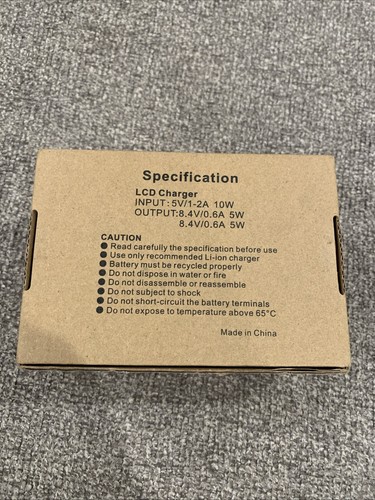 Specification
LCD Charger
INPUT:5V/1-2A 10W
OUTPUT:8.4V/0.6A 5W
8.4V/0.6A 5W
CAUTION
● Read carefully the specification before use
● Use only recommended Li-ion charger
● Battery must be recycled properly
● Do not dispose in water or fire
● Do not disassemble or reassemble
● Do not subject to shock
● Do not short-circuit the battery terminals
● Do not expose to temperature above 65°C
Made in China